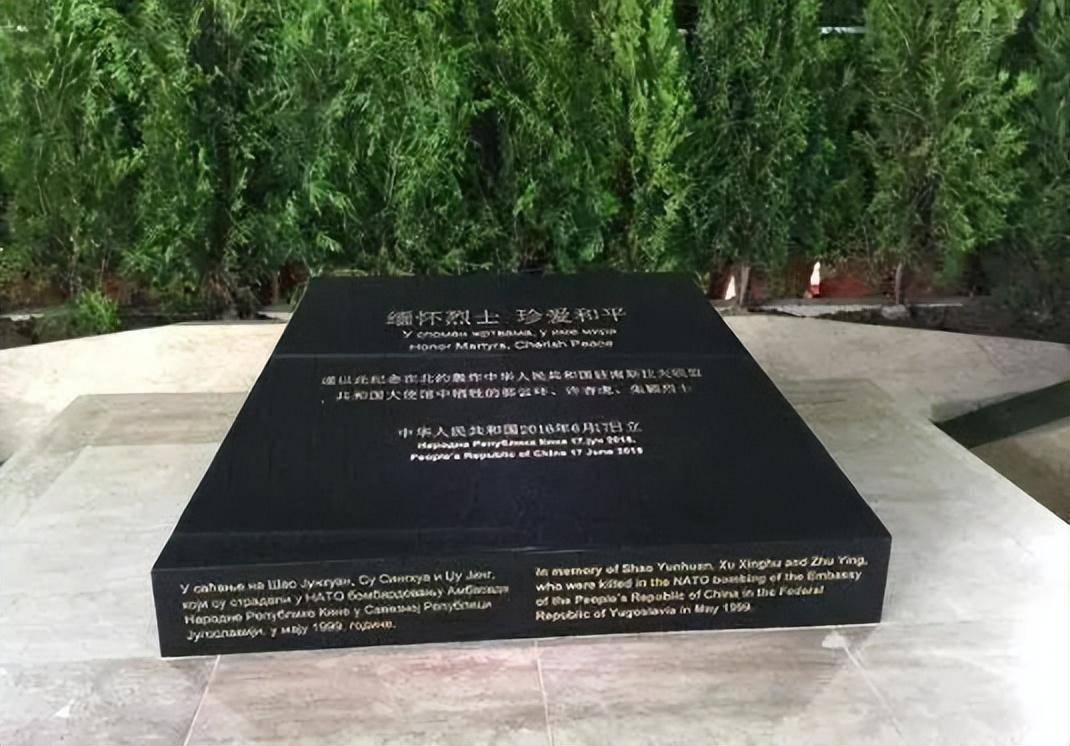 缅怀烈士 珍爱和平
У спомен жртвама, у име мира
Honor Martyrs, Cherish Peace
谨以此纪念在北约轰炸中华人民共和国驻南斯拉夫联盟
共和国大使馆中牺牲的邵云环、许杏虎、朱颖烈士
中华人民共和国2016年6月17日立
Народна Република Кина 17. јун 2016.
People's Republic of China 17 June 2016
У сећање на Шао Јунхуан, Су Синхуа и Џу Јинг,
који су страдали у НАТО бомбардовању Амбасаде
Народне Републике Кине у Савезној Републици
Југославији, у мају 1999. године.
In memory of Shao Yunhuan, Xu Xinghu and Zhu Ying,
who were killed in the NATO bombing of the Embassy
of the People's Republic of China in the Federal
Republic of Yugoslavia in May 1999.